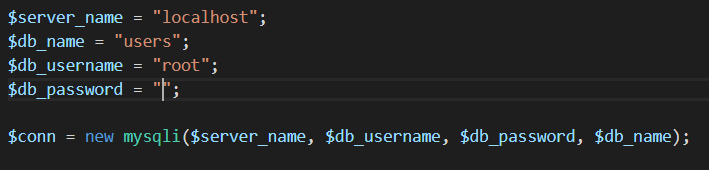 $server_name = "localhost";
$db_name = "users";
$db_username = "root";
$db_password = "";
$conn = new mysqli($server_name, $db_username, $db_password, $db_name);